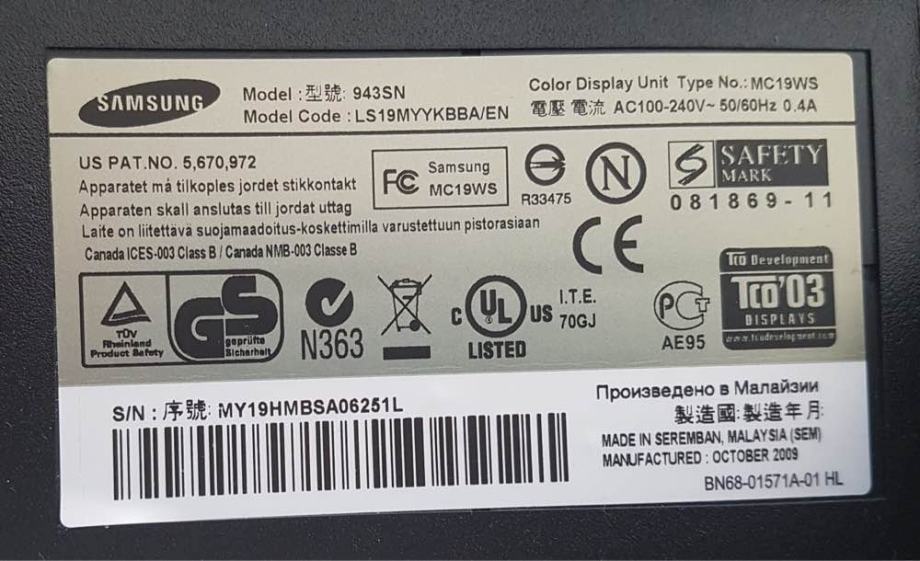 SAMSUNG
Model :型號: 943SN
Model Code : LS19MYYKBBA/EN
Color Display Unit Type No.: MC19WS
電壓 電流 AC100-240V~ 50/60Hz 0.4A
US PAT.NO. 5,670,972
Apparatet må tilkoples jordet stikkontakt
Apparaten skall anslutas till jordat uttag
Laite on liitettävä suojamaadoitus-koskettimilla varustettuun pistorasiaan
Canada ICES-003 Class B / Canada NMB-003 Classe B
FC Samsung
MC19WS
R33475
N
S SAFETY
MARK
081869-11
CE
TÜV
Rheinland
Product Safety
GS
geprüfte
Sicherheit
N363
c UL US
LISTED
I.T.E.
70GJ
PCT
AE95
TCO Development
TCO'03
DISPLAYS
www.tcodevelopment.com
S/N : 序號: MY19HMBSA06251L
Произведено в Малайзии
製造國:製造年月:
MADE IN SEREMBAN, MALAYSIA (SEM)
MANUFACTURED : OCTOBER 2009
BN68-01571A-01 HL